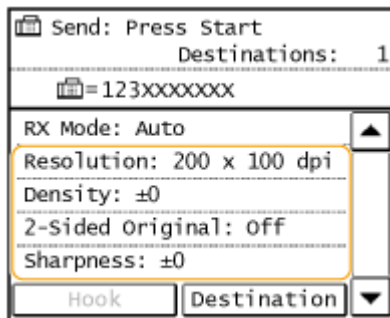 Send: Press Start
Destinations: 1
=123xxxxxxx
RX Mode: Auto
Resolution: 200 x 100 dpi
Density: ±0
2-Sided Original: Off
Sharpness: ±0
Hook Destination